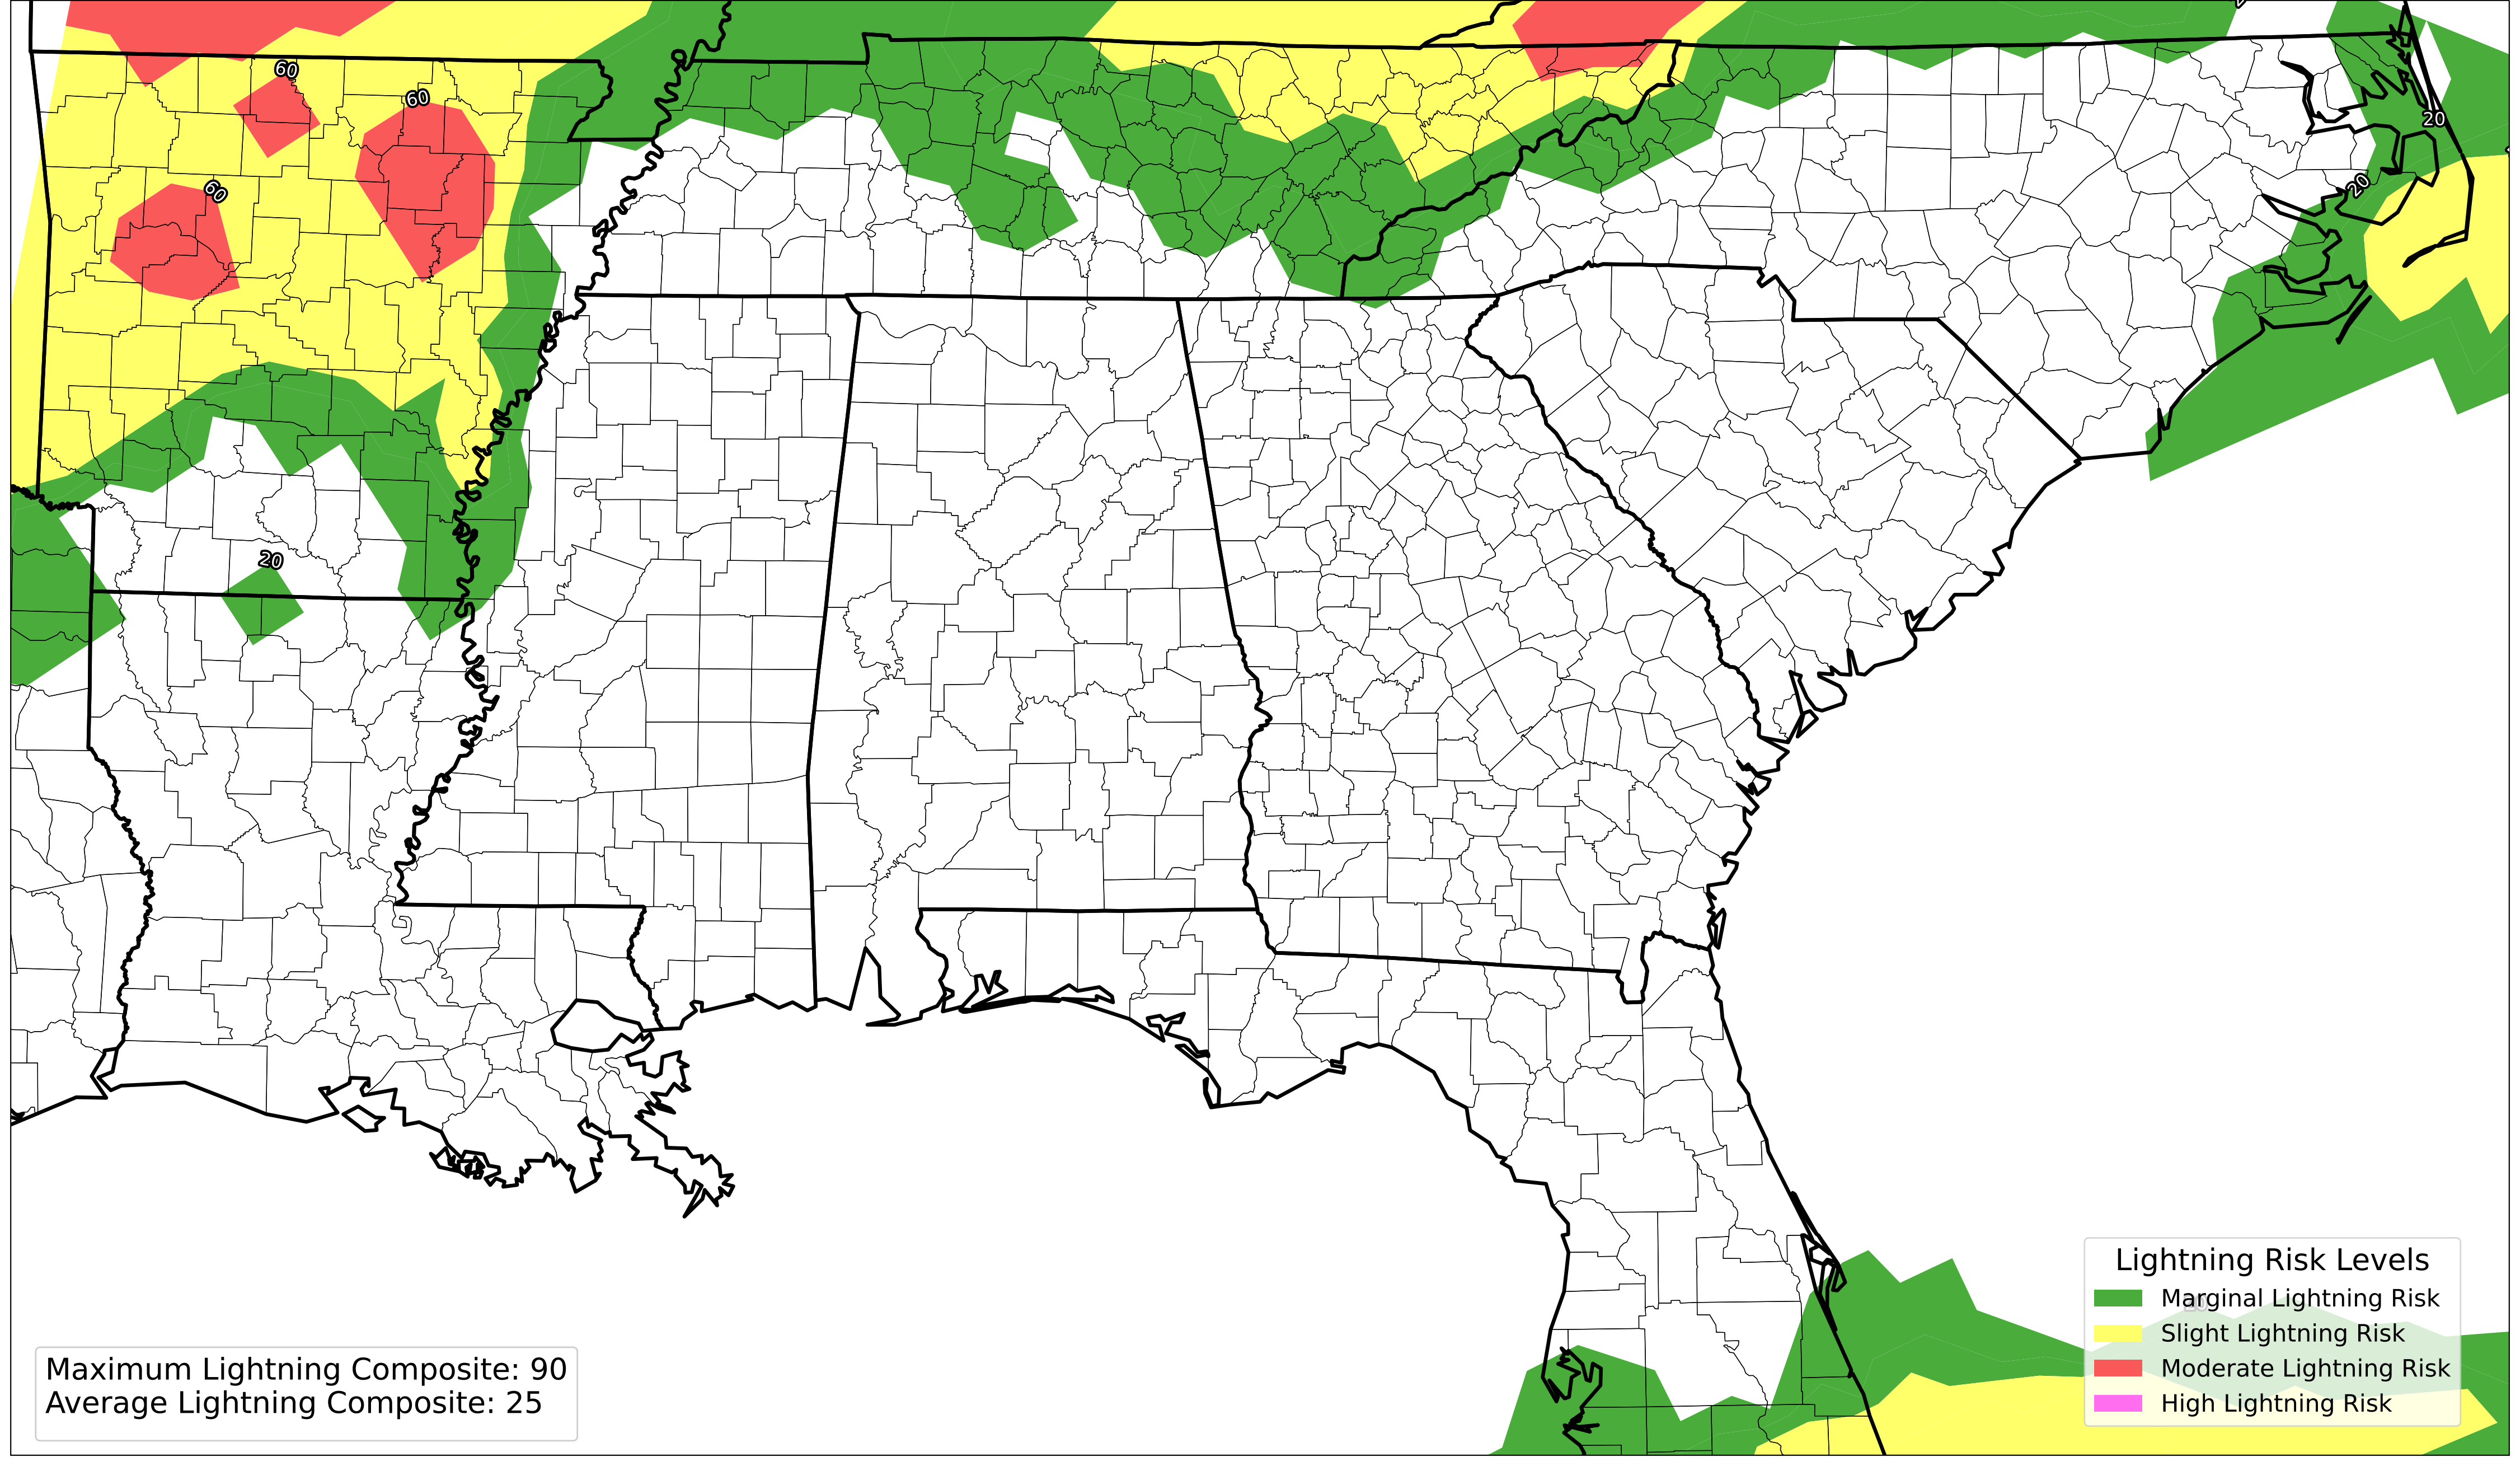 60
60
60
20
20
20
Lightning Risk Levels
Marginal Lightning Risk
Slight Lightning Risk
Moderate Lightning Risk
High Lightning Risk
Maximum Lightning Composite: 90
Average Lightning Composite: 25